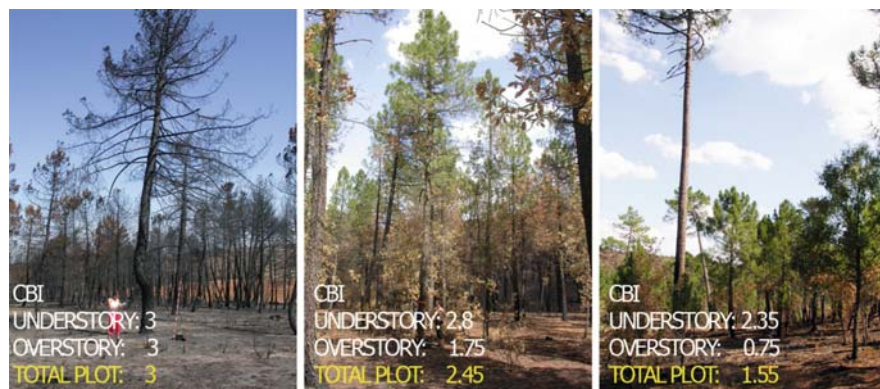 CBI
UNDERSTORY: 3
OVERSTORY: 3
TOTAL PLOT: 3
CBI
UNDERSTORY: 2.8
OVERSTORY: 1.75
TOTAL PLOT: 2.45
CBI
UNDERSTORY: 2.35
OVERSTORY: 0.75
TOTAL PLOT: 1.55